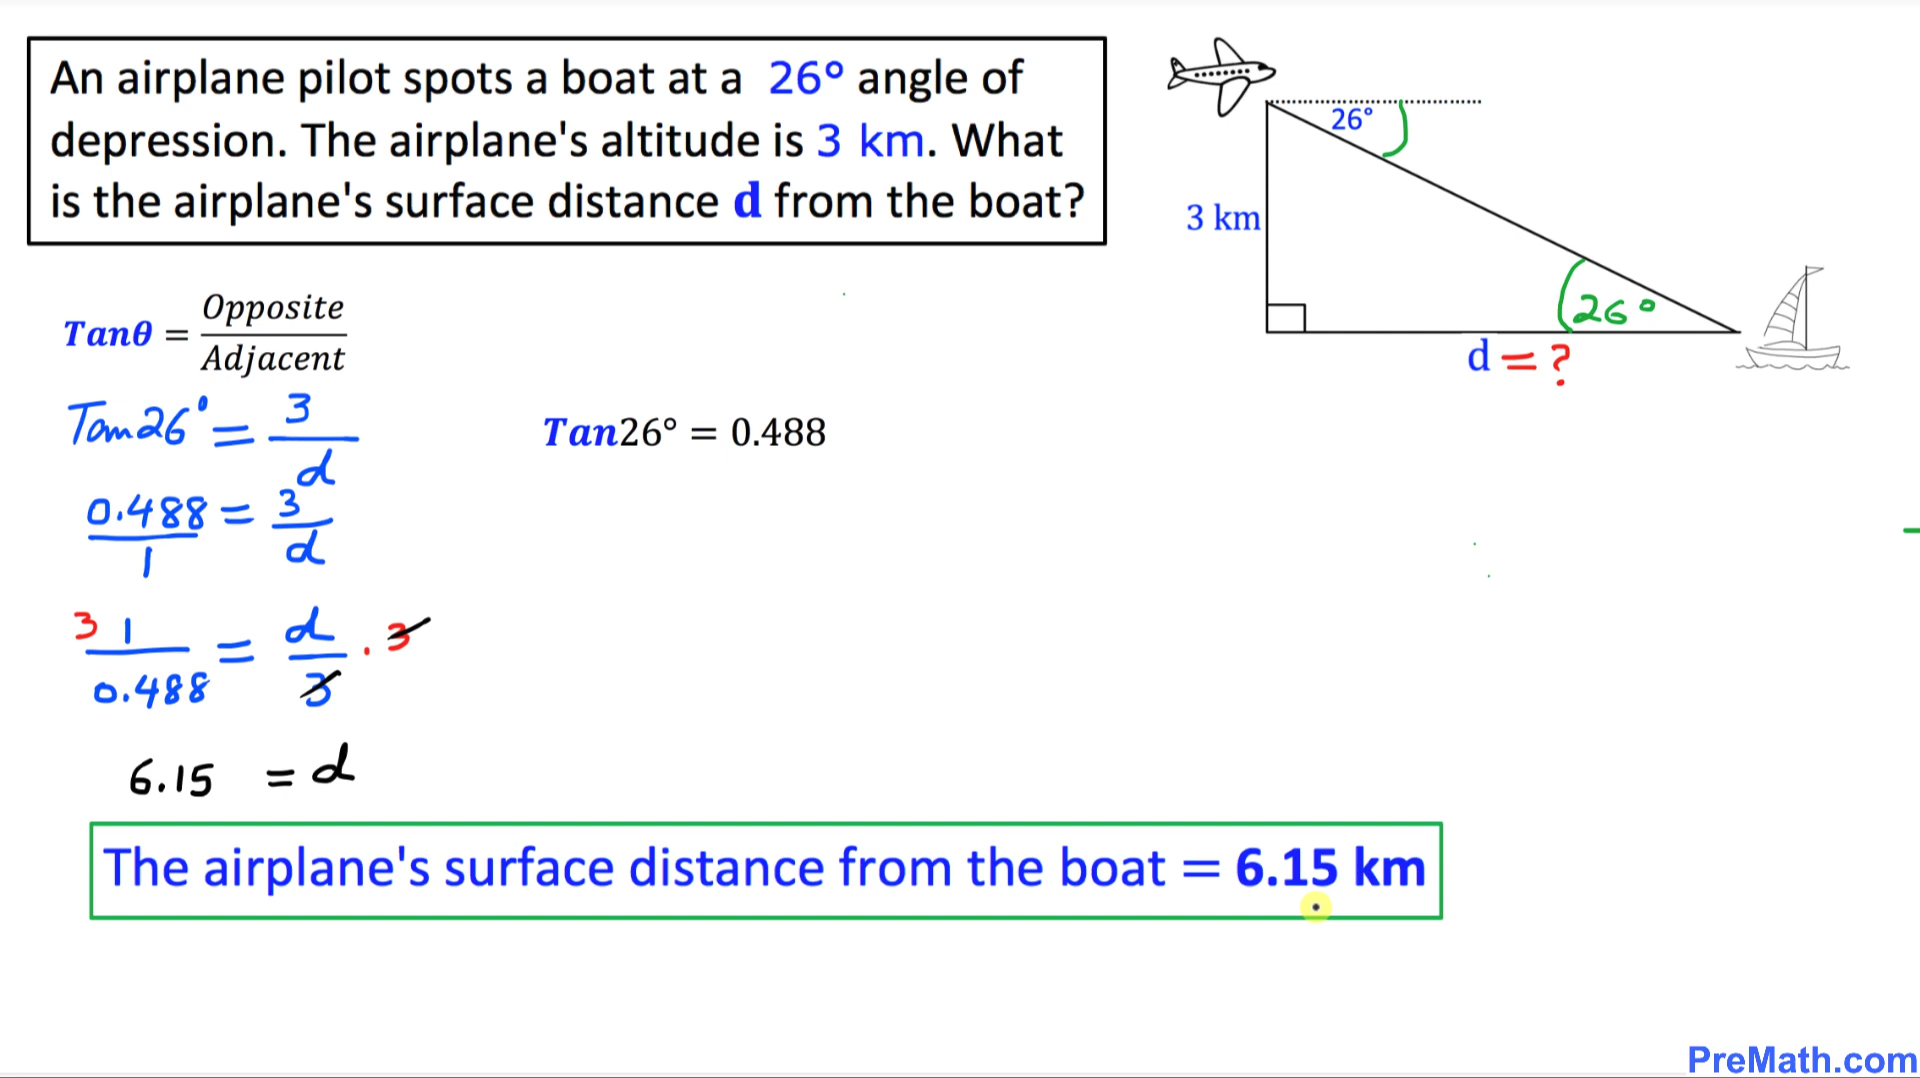 An airplane pilot spots a boat at a 26° angle of
depression. The airplane's altitude is 3 km. What
is the airplane's surface distance d from the boat?
26°
3 km
26°
d = ?
Tanθ = Opposite / Adjacent
Tan26° = 3 / d
Tan26° = 0.488
0.488 / 1 = 3 / d
3 1 / 0.488 = d / 3 . 3
6.15 = d
The airplane's surface distance from the boat = 6.15 km
PreMath.com